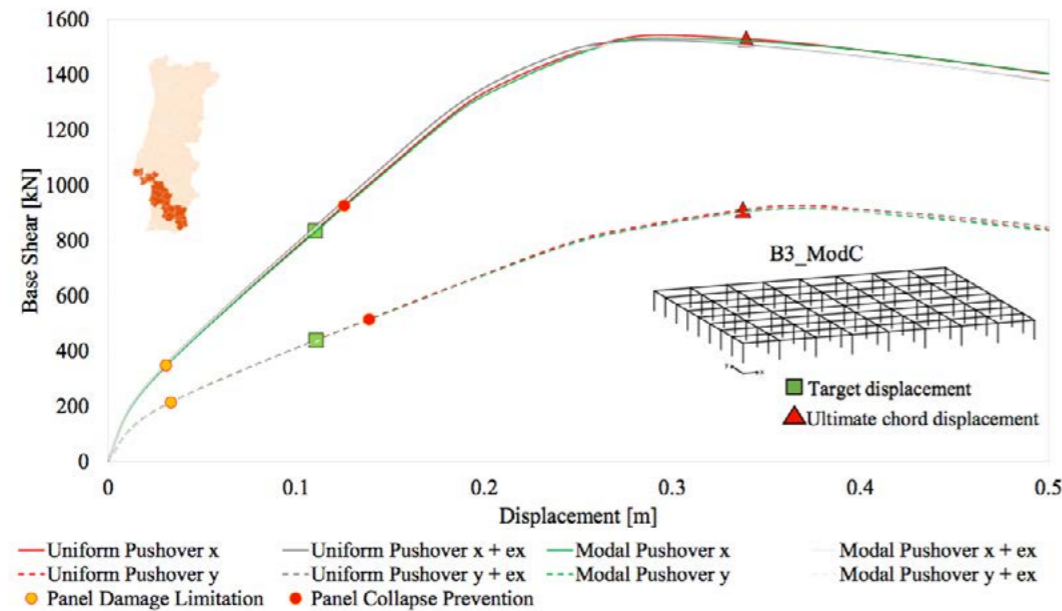 1600
1400
1200
1000
800
600
400
200
0
Base Shear [kN]
0 0.1 0.2 0.3 0.4 0.5
Displacement [m]
B3_ModC
Y X
Target displacement
Ultimate chord displacement
Uniform Pushover x Uniform Pushover x + ex Modal Pushover x Modal Pushover x + ex
Uniform Pushover y Uniform Pushover y + ex Modal Pushover y Modal Pushover y + ex
Panel Damage Limitation Panel Collapse Prevention